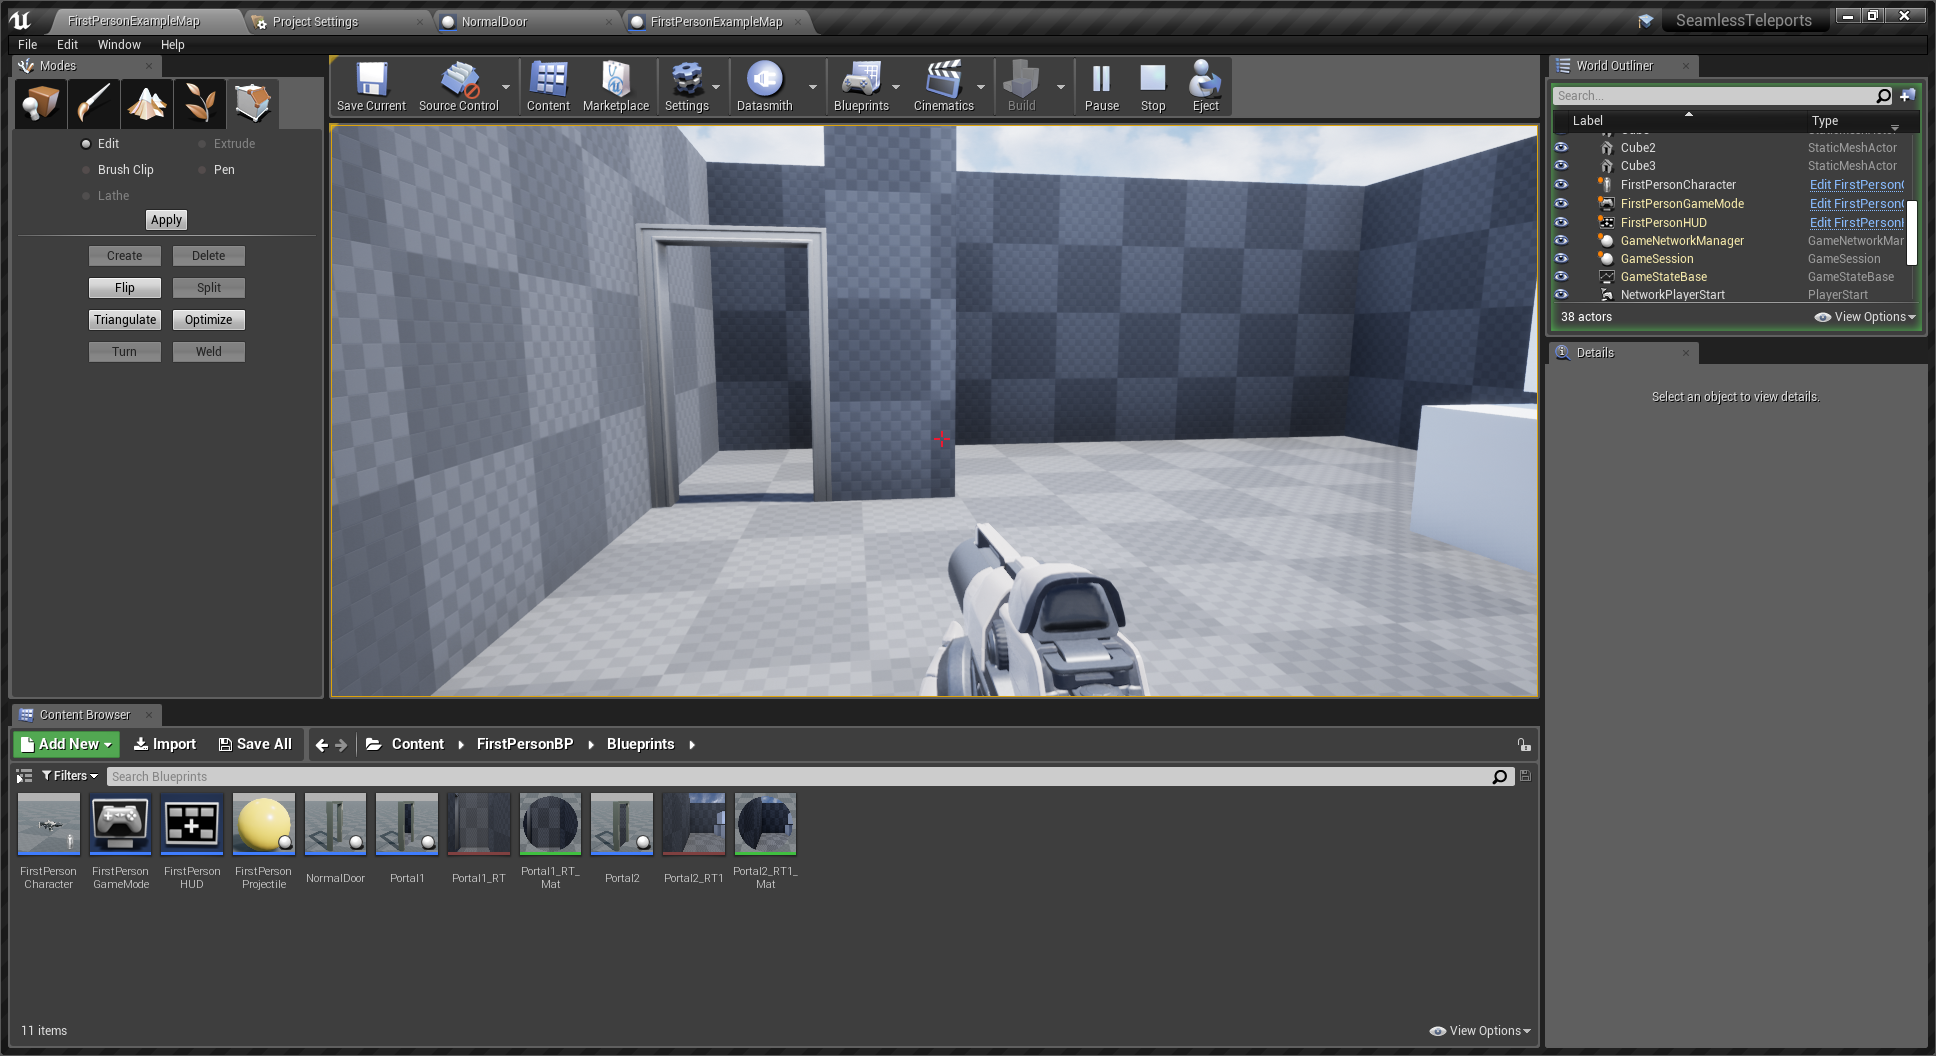 FirstPersonExampleMap
Project Settings
NormalDoor
FirstPersonExampleMap
SeamlessTeleports
File Edit Window Help
Modes
Edit
Extrude
Brush Clip
Pen
Lathe
Apply
Create
Delete
Flip
Split
Triangulate
Optimize
Turn
Weld
Save Current
Source Control
Content
Marketplace
Settings
Datasmith
Blueprints
Cinematics
Build
Pause
Stop
Eject
World Outliner
Search...
Label Type
Cube2 StaticMeshActor
Cube3 StaticMeshActor
FirstPersonCharacter Edit FirstPerson
FirstPersonGameMode Edit FirstPerson
FirstPersonHUD Edit FirstPerson
GameNetworkManager GameNetworkMar
GameSession GameSession
GameStateBase GameStateBase
NetworkPlayerStart PlayerStart
38 actors
View Options
Details
Select an object to view details.
Content Browser
Add New
Import
Save All
Content
FirstPersonBP
Blueprints
Filters
Search Blueprints
FirstPerson
Character
FirstPerson
GameMode
FirstPerson
HUD
FirstPerson
Projectile
NormalDoor
Portal1
Portal1_RT
Portal1_RT_
Mat
Portal2
Portal2_RT1
Portal2_RT1_
Mat
11 items
View Options